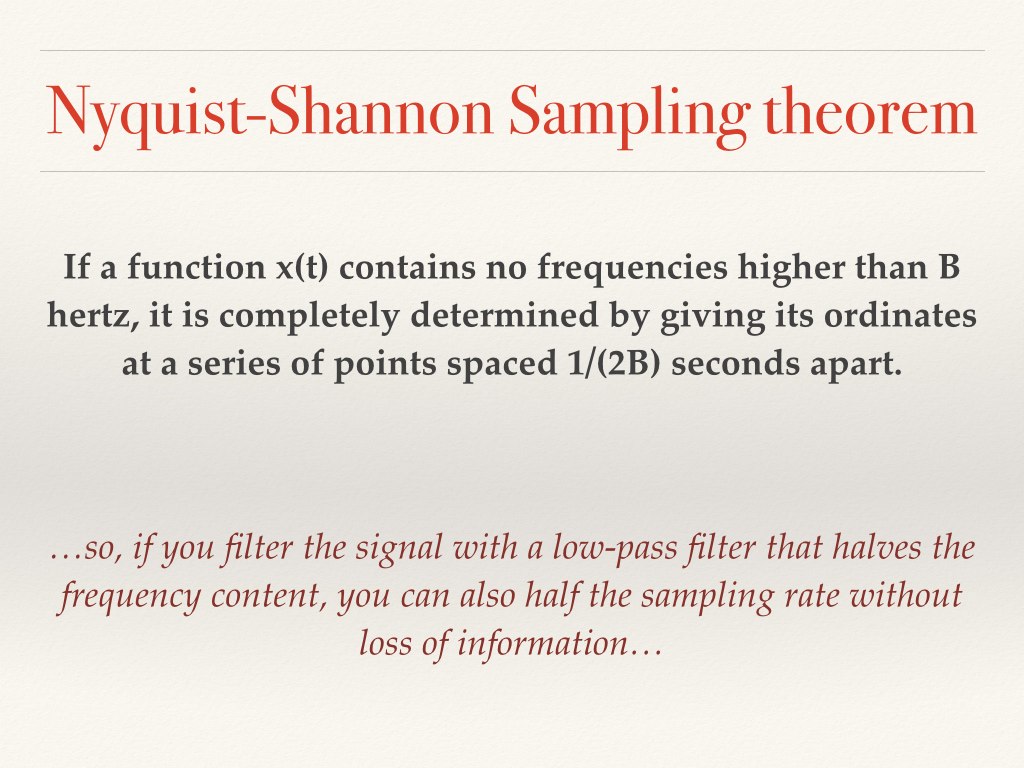 Nyquist-Shannon Sampling theorem
If a function x(t) contains no frequencies higher than B
hertz, it is completely determined by giving its ordinates
at a series of points spaced 1/(2B) seconds apart.
…so, if you filter the signal with a low-pass filter that halves the
frequency content, you can also half the sampling rate without
loss of information…